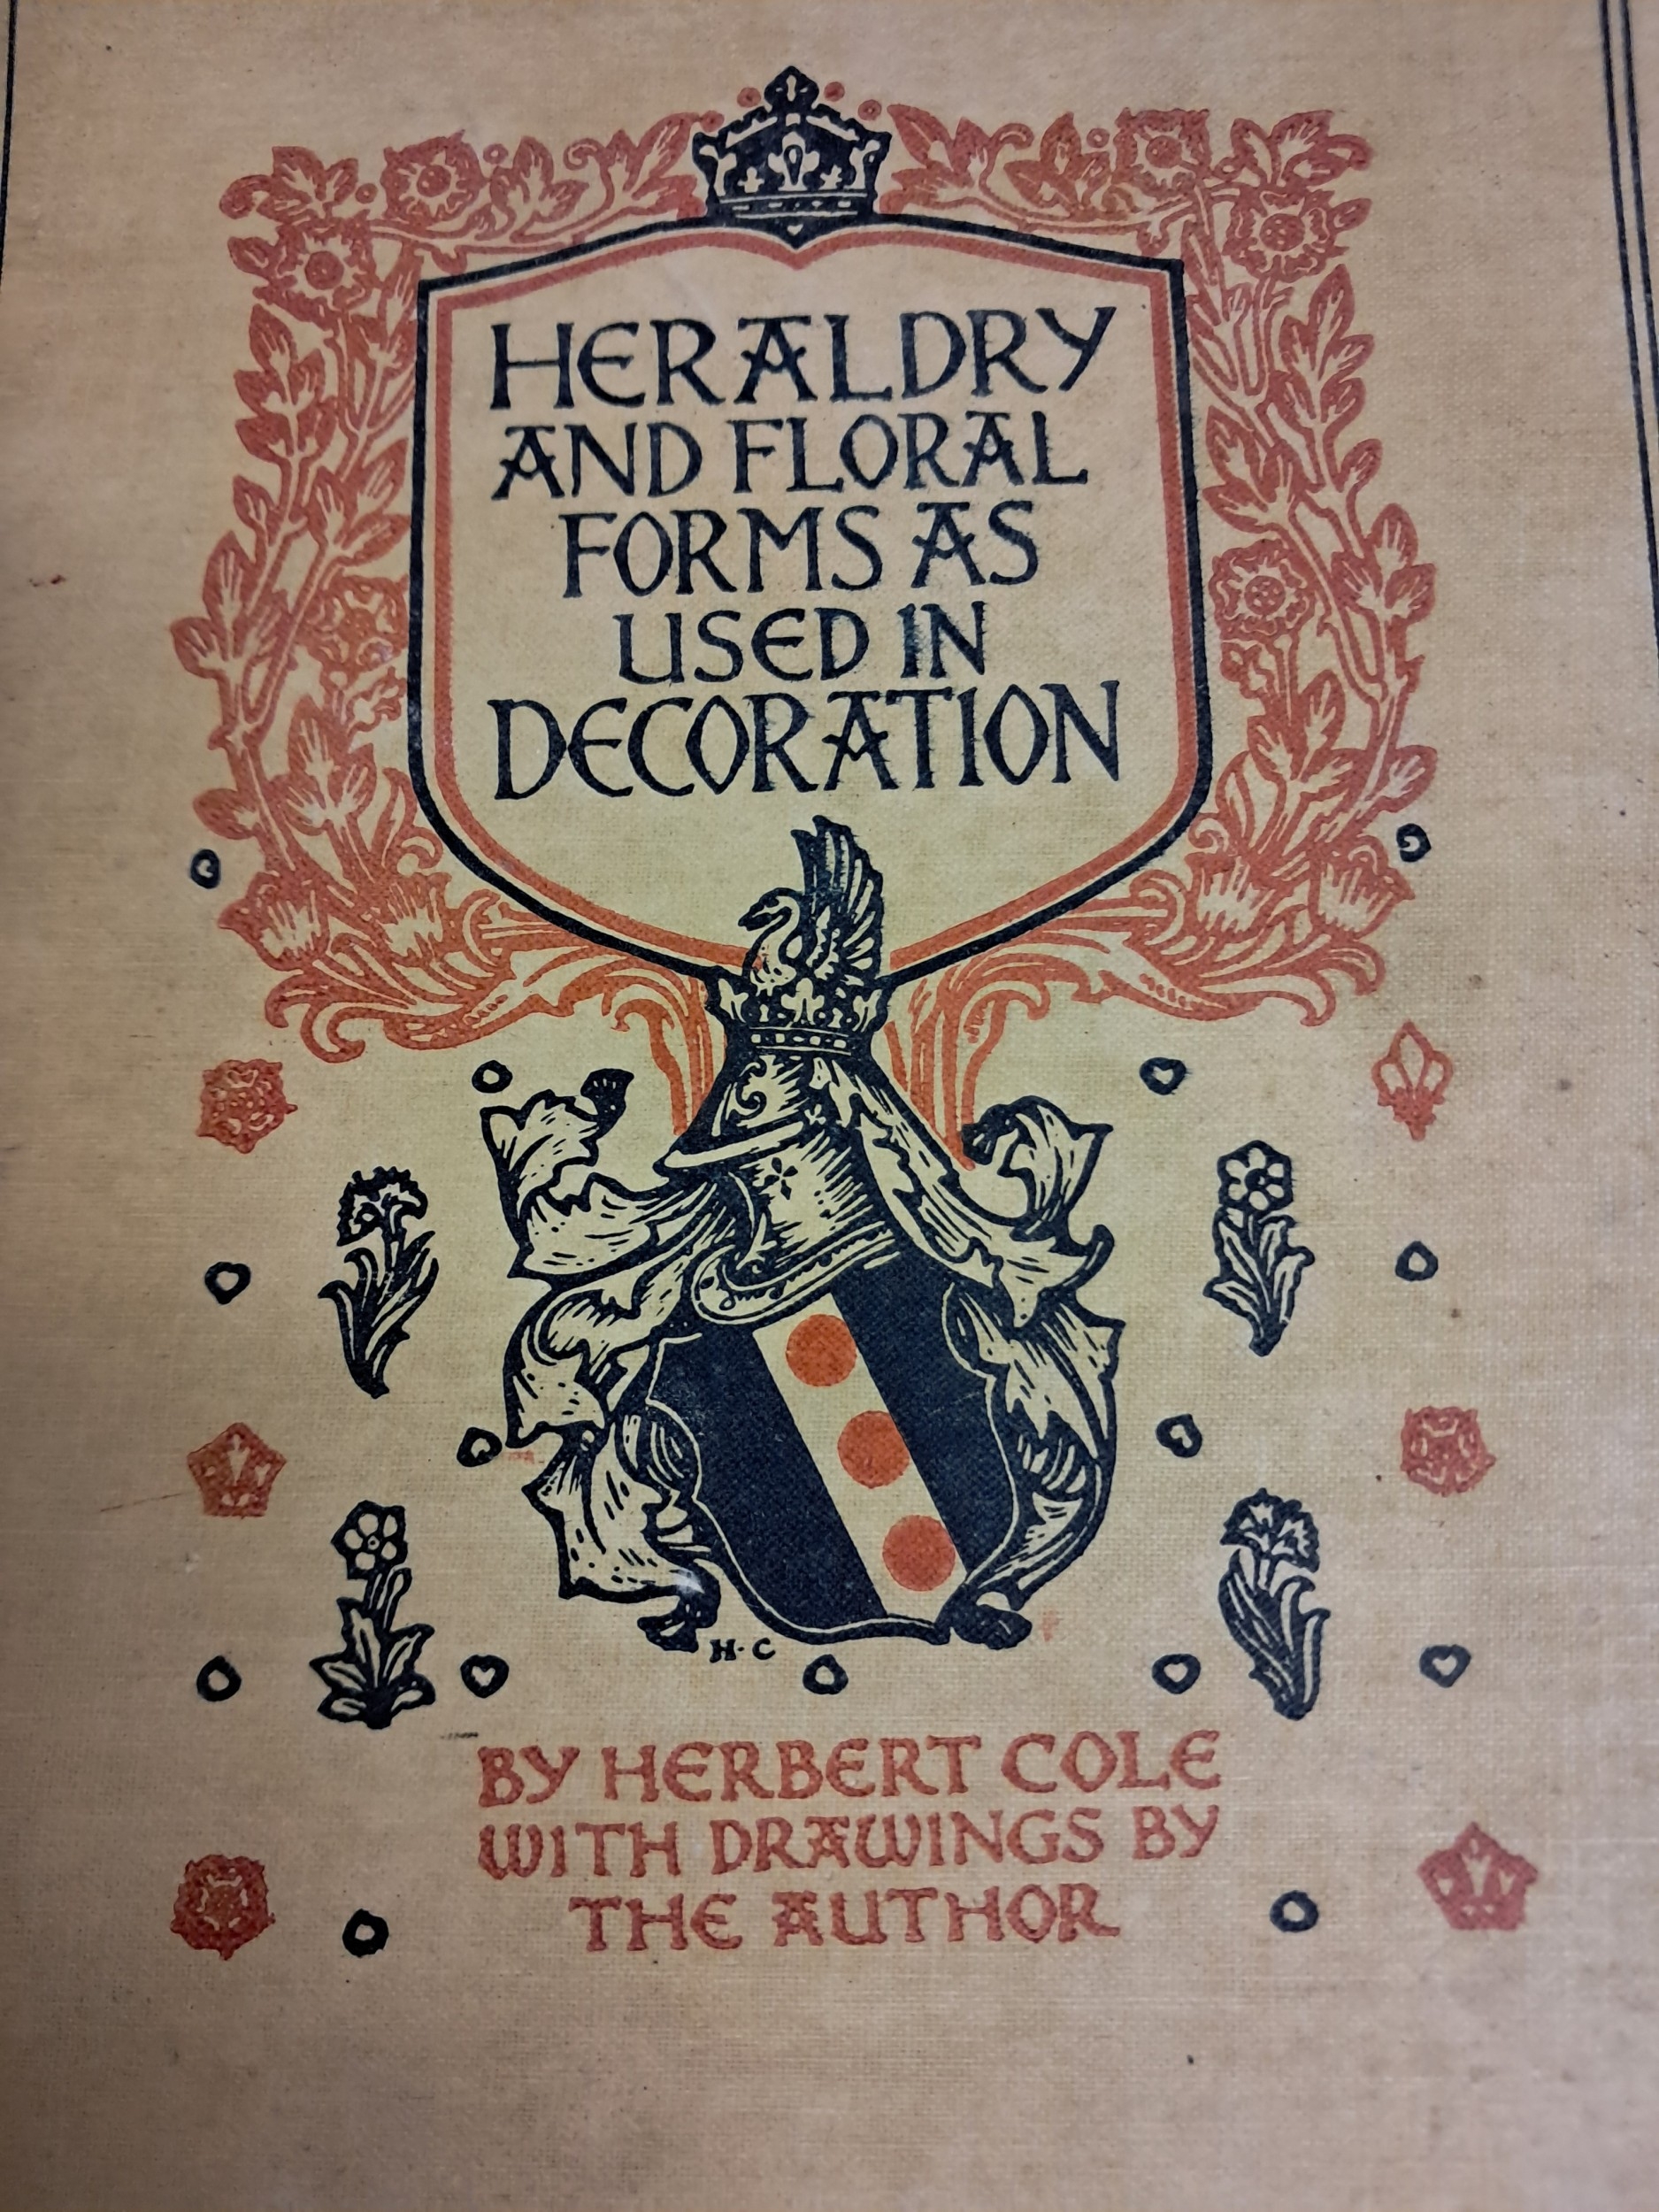 HERALDRY
AND FLORAL
FORMS AS
USED IN
DECORATION
H·C
BY HERBERT COLE
WITH DRAWINGS BY
THE AUTHOR